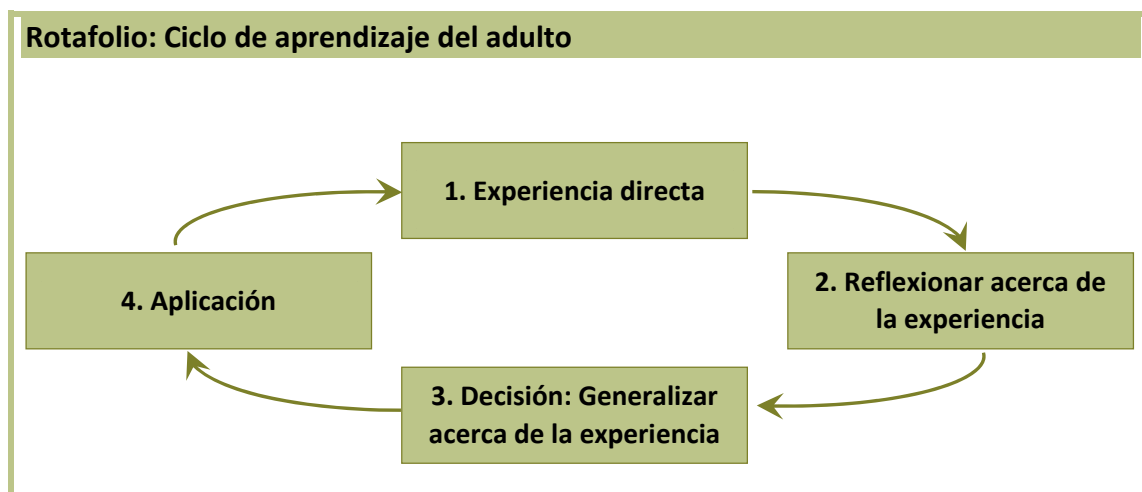 Rotafolio: Ciclo de aprendizaje del adulto
1. Experiencia directa
2. Reflexionar acerca de
la experiencia
3. Decisión: Generalizar
acerca de la experiencia
4. Aplicación